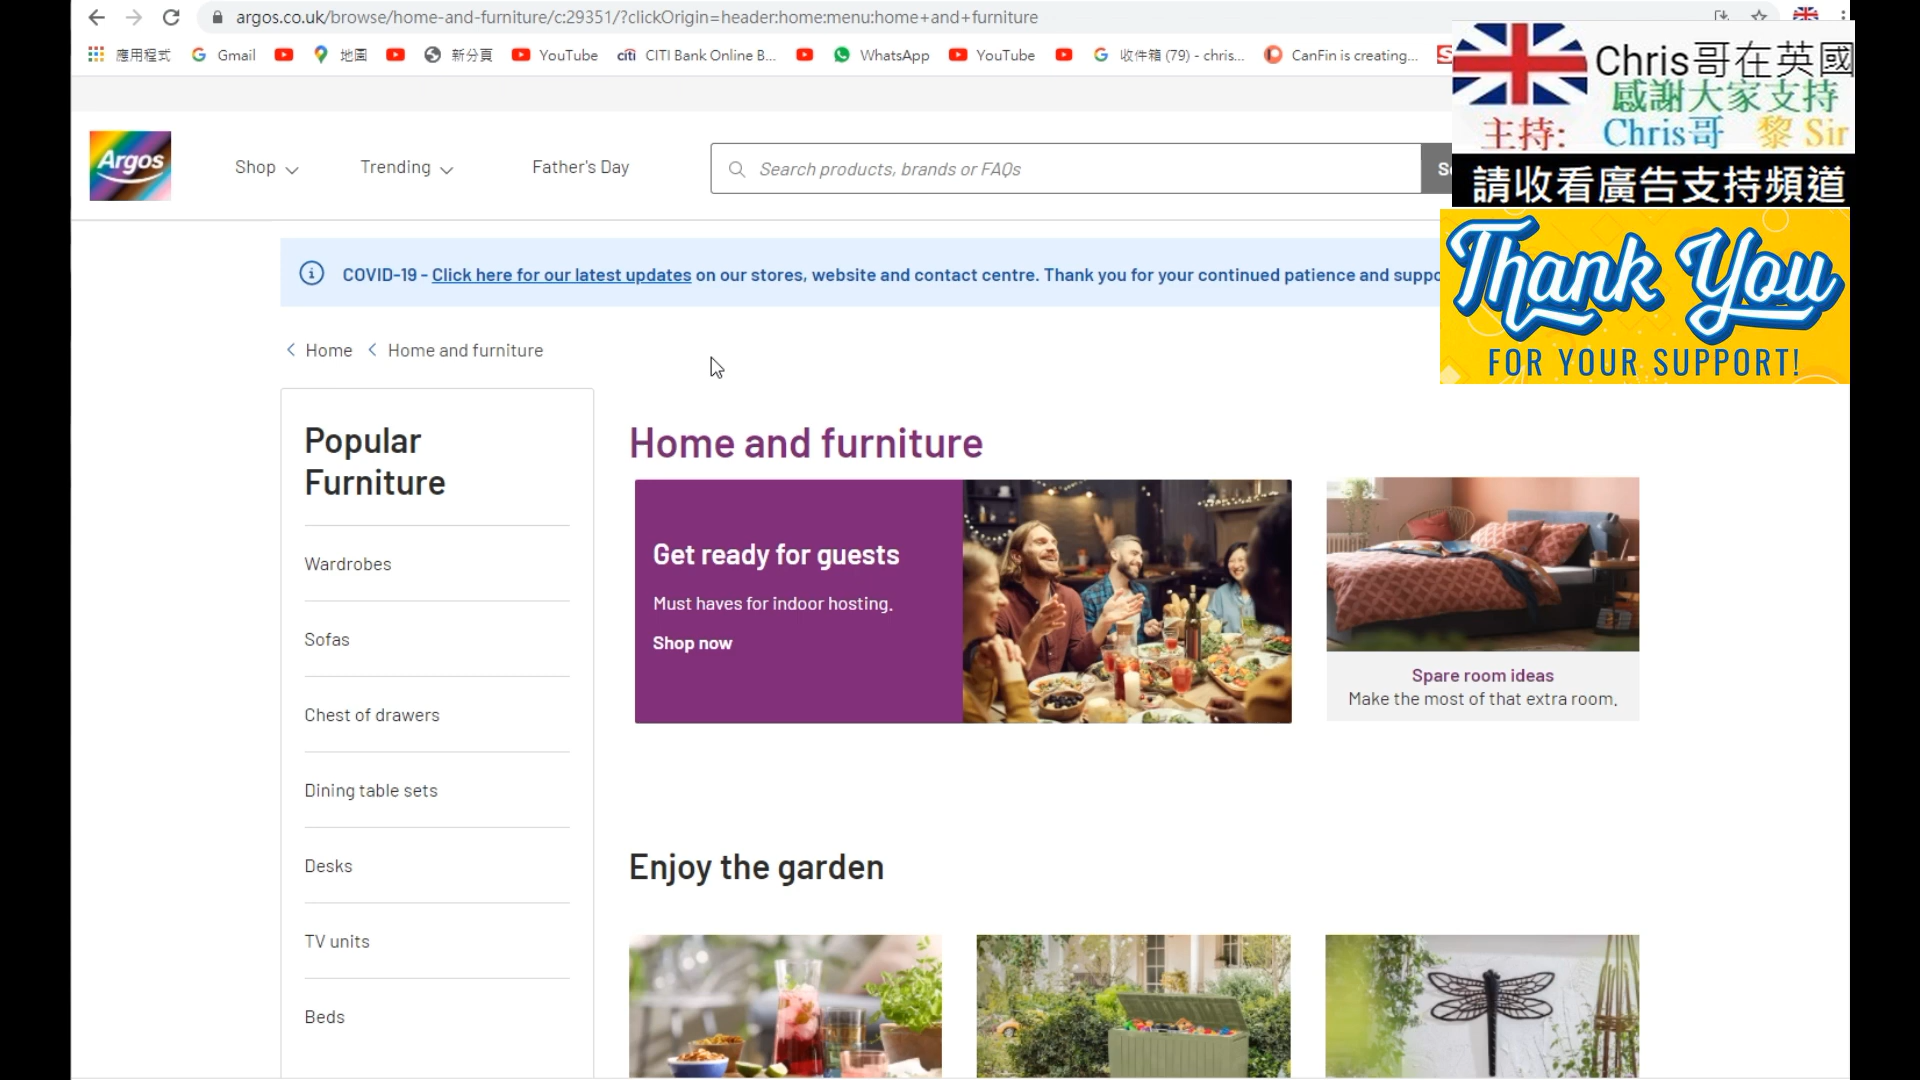 argos.co.uk/browse/home-and-furniture/c:29351/?clickOrigin=header:home:menu:home+and+furniture
應用程式 Gmail 地圖 新分頁 YouTube citi CITI Bank Online B... WhatsApp YouTube 收件箱 (79) - chris... CanFin is creating...
Chris哥在英國
感謝大家支持
主持: Chris哥 黎 Sir
請收看廣告支持頻道
Thank You
FOR YOUR SUPPORT!
Argos
Shop
Trending
Father's Day
Search products, brands or FAQs
COVID-19 - Click here for our latest updates on our stores, website and contact centre. Thank you for your continued patience and
Home Home and furniture
Popular
Furniture
Wardrobes
Sofas
Chest of drawers
Dining table sets
Desks
TV units
Beds
Home and furniture
Get ready for guests
Must haves for indoor hosting.
Shop now
Spare room ideas
Make the most of that extra room.
Enjoy the garden